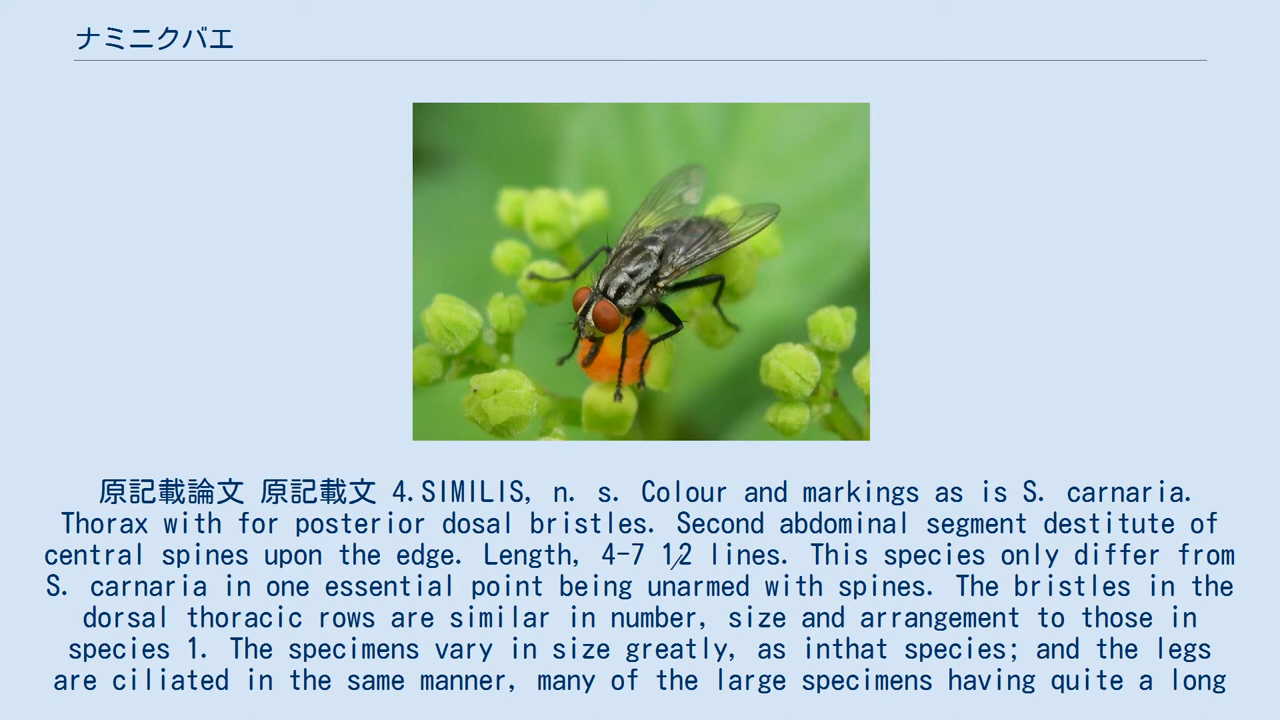 ナミニクバエ
原記載論文 原記載文 4.SIMILIS, n. s. Colour and markings as is S. carnaria.
Thorax with for posterior dosal bristles. Second abdominal segment destitute of
central spines upon the edge. Length, 4-7 1/2 lines. This species only differ from
S. carnaria in one essential point being unarmed with spines. The bristles in the
dorsal thoracic rows are similar in number, size and arrangement to those in
species 1. The specimens vary in size greatly, as inthat species; and the legs
are ciliated in the same manner, many of the large specimens having quite a long